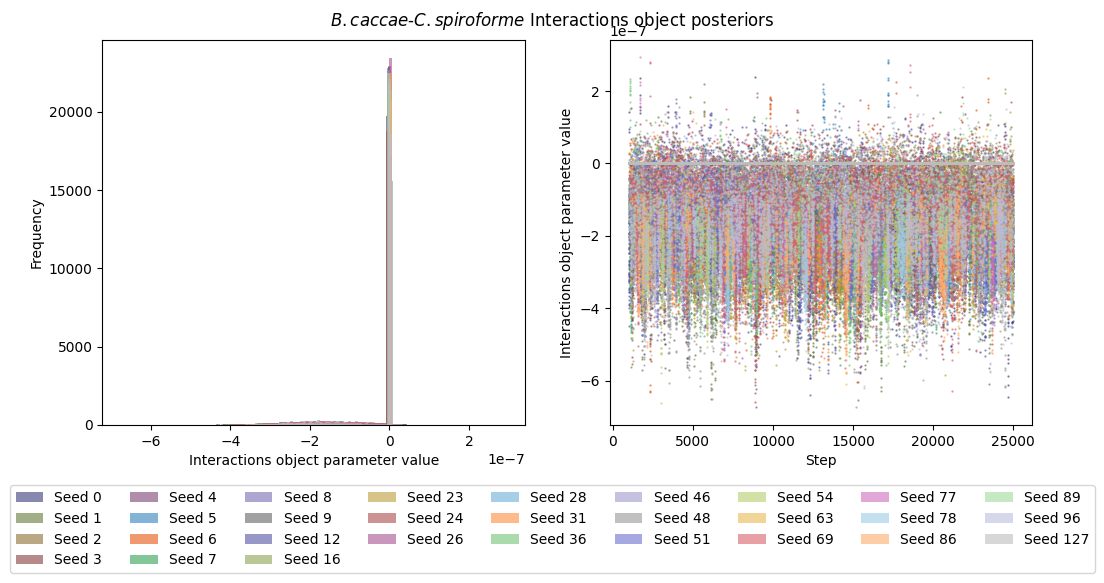 B. caccae-C. spiroforme Interactions object posteriors
Frequency
20000
15000
10000
5000
0
−6
−4
−2
0
2
1e−7
Interactions object parameter value
1e−7
Interactions object parameter value
2
0
−2
−4
−6
0
5000
10000
15000
20000
25000
Step
Seed 0
Seed 1
Seed 2
Seed 3
Seed 4
Seed 5
Seed 6
Seed 7
Seed 8
Seed 9
Seed 12
Seed 16
Seed 23
Seed 24
Seed 26
Seed 28
Seed 31
Seed 36
Seed 46
Seed 48
Seed 51
Seed 54
Seed 63
Seed 69
Seed 77
Seed 78
Seed 86
Seed 89
Seed 96
Seed 127